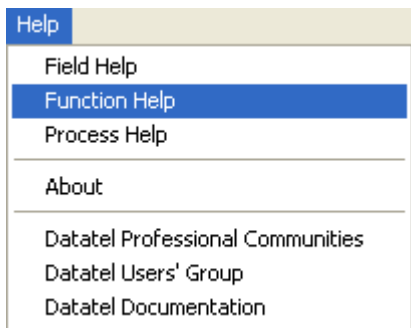 Help
Field Help
Function Help
Process Help
About
Datatel Professional Communities
Datatel Users' Group
Datatel Documentation